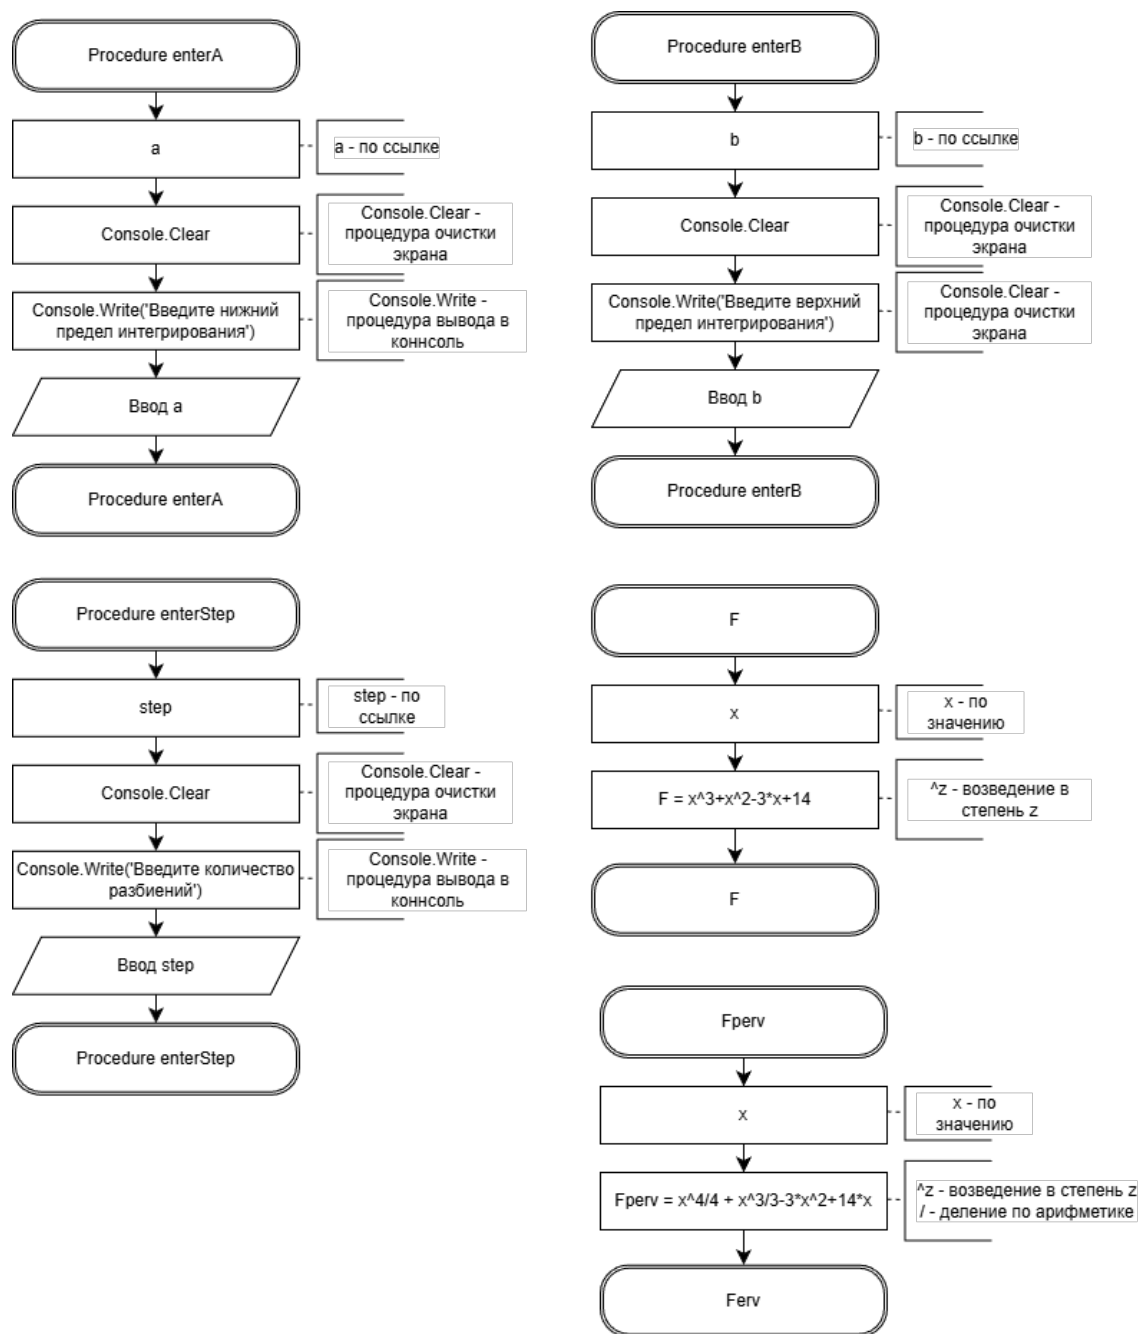 Procedure enterA
a
a - по ссылке
Console.Clear
Console.Clear -
процедура очистки
экрана
Console.Write('Введите нижний
предел интегрирования')
Console.Write -
процедура вывода в
коннсоль
Ввод a
Procedure enterA
Procedure enterB
b
b - по ссылке
Console.Clear
Console.Clear -
процедура очистки
экрана
Console.Write('Введите верхний
предел интегрирования')
Console.Clear -
процедура очистки
экрана
Ввод b
Procedure enterB
Procedure enterStep
step
step - по
ссылке
Console.Clear
Console.Clear -
процедура очистки
экрана
Console.Write('Введите количество
разбиений')
Console.Write -
процедура вывода в
коннсоль
Ввод step
Procedure enterStep
F
x
x - по
значению
F = x^3+x^2-3*x+14
^z - возведение в
степень z
F
Fperv
x
x - по
значению
Fperv = x^4/4 + x^3/3-3*x^2+14*x
^z - возведение в степень z
/ - деление по арифметике
Ferv